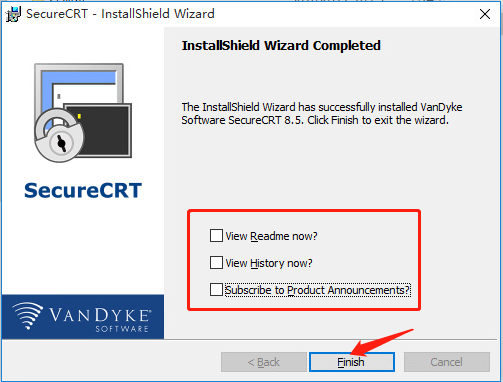 SecureCRT - InstallShield Wizard
InstallShield Wizard Completed
The InstallShield Wizard has successfully installed VanDyke
Software SecureCRT 8.5. Click Finish to exit the wizard.
SecureCRT
View Readme now?
View History now?
Subscribe to Product Announcements?
VANDYKE
SOFTWARE
< Back
Finish
Cancel